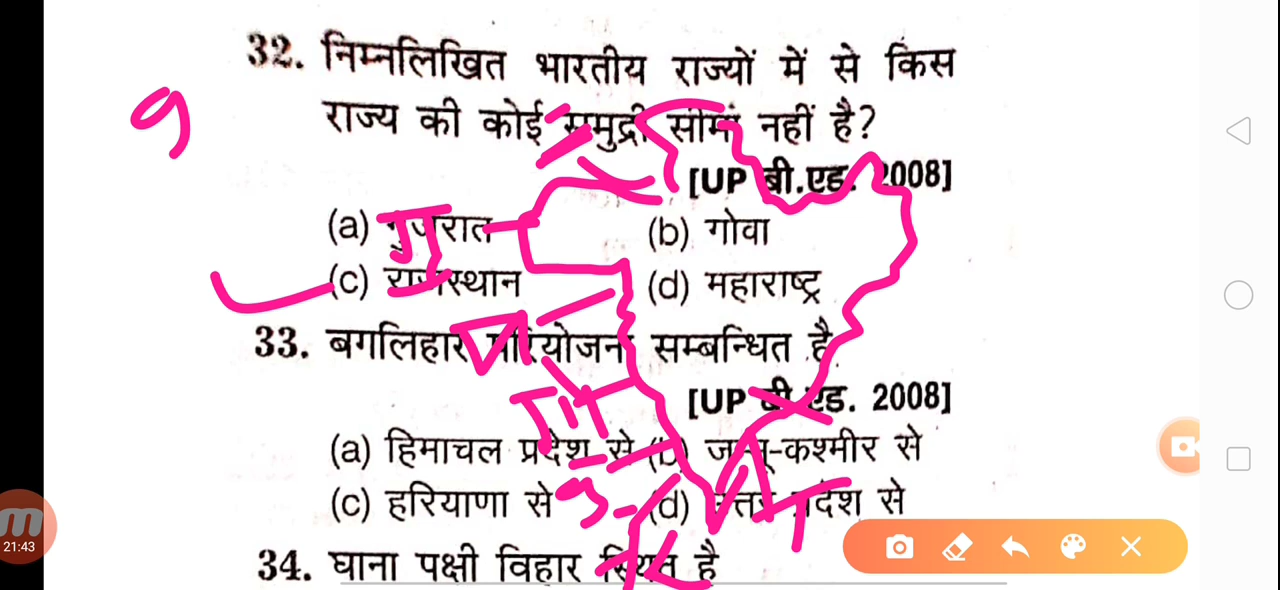 32. निम्नलिखित भारतीय राज्यों में से किस
राज्य की कोई समुद्री सीमा नहीं है?
[UP बी.एड. 2008]
9
(a) गुजरात (b) गोवा
(c) राजस्थान (d) महाराष्ट्र
33. बगलिहार परियोजना सम्बन्धित है
[UP बी.एड. 2008]
(a) हिमाचल प्रदेश से (b) जम्मू-कश्मीर से
(c) हरियाणा से (d) उत्तर प्रदेश से
34. घाना पक्षी विहार स्थित है
21:43